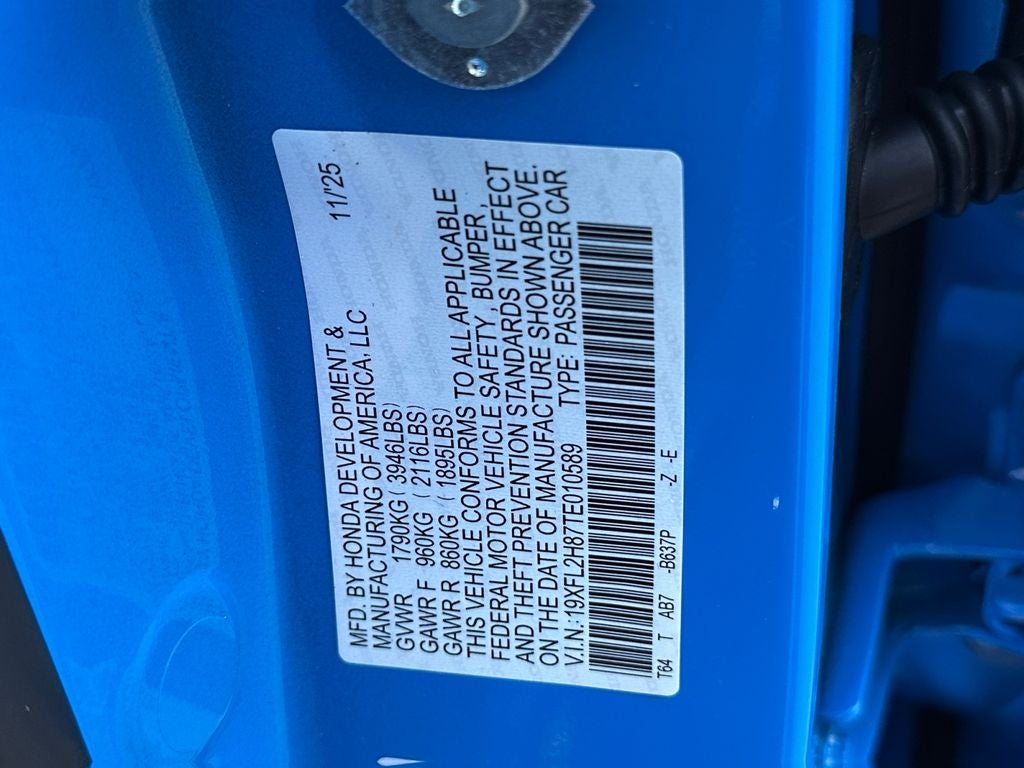 MFD. BY HONDA DEVELOPMENT & 11/'25
MANUFACTURING OF AMERICA, LLC
GVWR 1790KG (3946LBS)
GAWR F 960KG (2116LBS)
GAWR R 860KG (1895LBS)
THIS VEHICLE CONFORMS TO ALL APPLICABLE
FEDERAL MOTOR VEHICLE SAFETY, BUMPER,
AND THEFT PREVENTION STANDARDS IN EFFECT
ON THE DATE OF MANUFACTURE SHOWN ABOVE.
V.I.N: 19XFL2H87TE010589 TYPE: PASSENGER CAR
T64 T AB7 -B637P -Z -E